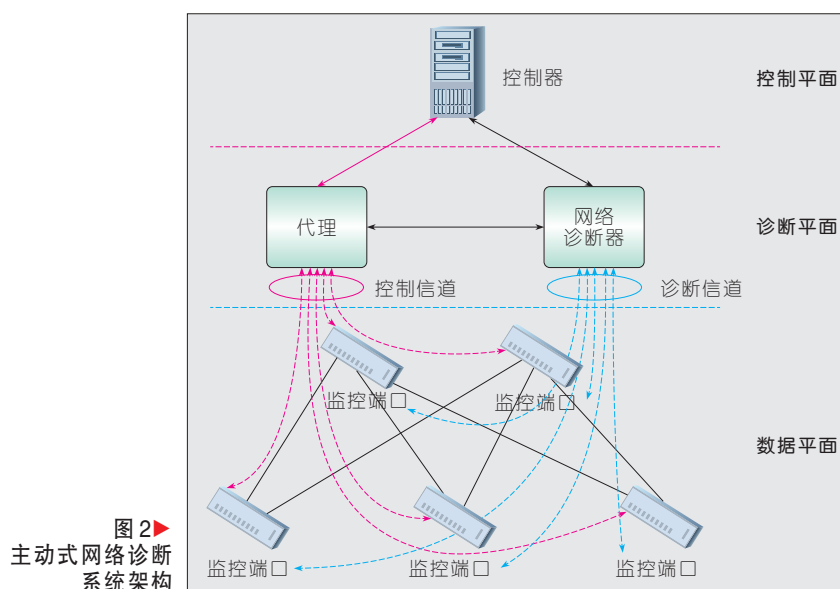 控制器
控制平面
代理
网络
诊断器
诊断平面
控制信道
诊断信道
监控端口
监控端口
数据平面
监控端口
监控端口
监控端口
图2▶
主动式网络诊断
系统架构